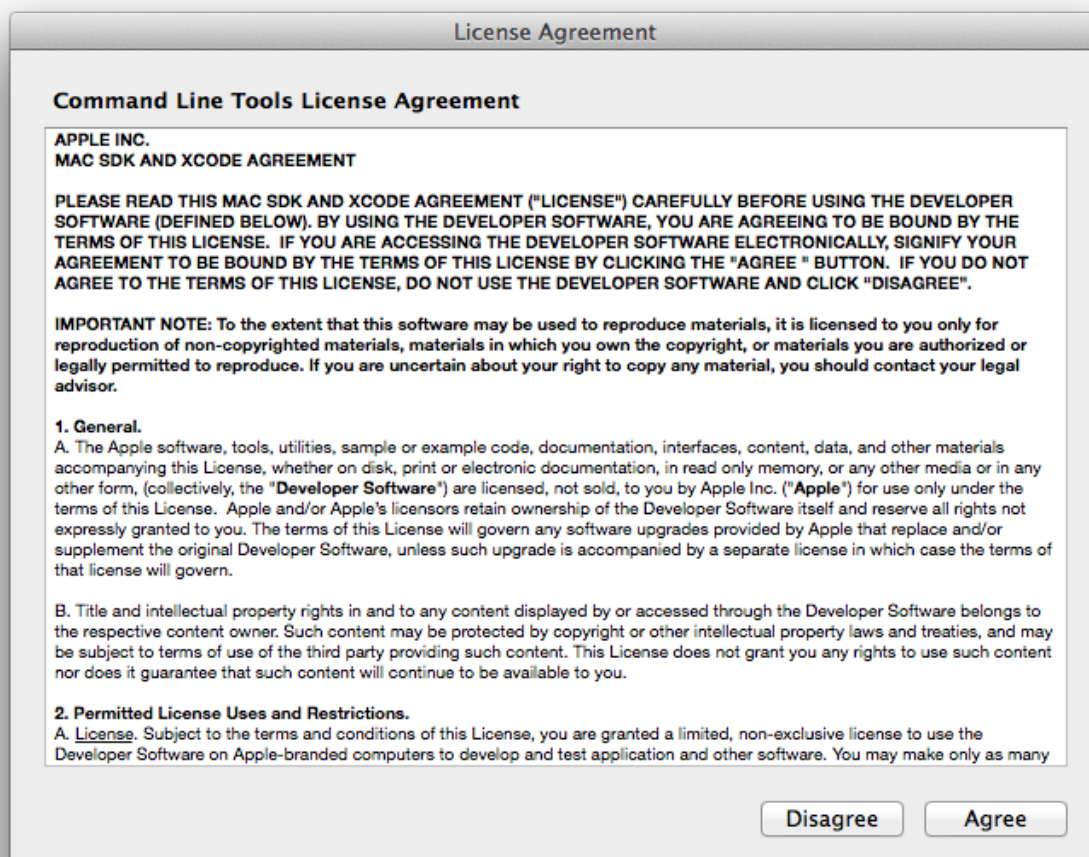 License Agreement
Command Line Tools License Agreement
APPLE INC.
MAC SDK AND XCODE AGREEMENT
PLEASE READ THIS MAC SDK AND XCODE AGREEMENT ("LICENSE") CAREFULLY BEFORE USING THE DEVELOPER
SOFTWARE (DEFINED BELOW). BY USING THE DEVELOPER SOFTWARE, YOU ARE AGREEING TO BE BOUND BY THE
TERMS OF THIS LICENSE.  IF YOU ARE ACCESSING THE DEVELOPER SOFTWARE ELECTRONICALLY, SIGNIFY YOUR
AGREEMENT TO BE BOUND BY THE TERMS OF THIS LICENSE BY CLICKING THE "AGREE " BUTTON.  IF YOU DO NOT
AGREE TO THE TERMS OF THIS LICENSE, DO NOT USE THE DEVELOPER SOFTWARE AND CLICK “DISAGREE”.
IMPORTANT NOTE: To the extent that this software may be used to reproduce materials, it is licensed to you only for
reproduction of non-copyrighted materials, materials in which you own the copyright, or materials you are authorized or
legally permitted to reproduce. If you are uncertain about your right to copy any material, you should contact your legal
advisor.
1. General.
A. The Apple software, tools, utilities, sample or example code, documentation, interfaces, content, data, and other materials
accompanying this License, whether on disk, print or electronic documentation, in read only memory, or any other media or in any
other form, (collectively, the "Developer Software") are licensed, not sold, to you by Apple Inc. ("Apple") for use only under the
terms of this License.  Apple and/or Apple’s licensors retain ownership of the Developer Software itself and reserve all rights not
expressly granted to you. The terms of this License will govern any software upgrades provided by Apple that replace and/or
supplement the original Developer Software, unless such upgrade is accompanied by a separate license in which case the terms of
that license will govern.
B. Title and intellectual property rights in and to any content displayed by or accessed through the Developer Software belongs to
the respective content owner. Such content may be protected by copyright or other intellectual property laws and treaties, and may
be subject to terms of use of the third party providing such content. This License does not grant you any rights to use such content
nor does it guarantee that such content will continue to be available to you.
2. Permitted License Uses and Restrictions.
A. License. Subject to the terms and conditions of this License, you are granted a limited, non-exclusive license to use the
Developer Software on Apple-branded computers to develop and test application and other software. You may make only as many
Disagree
Agree